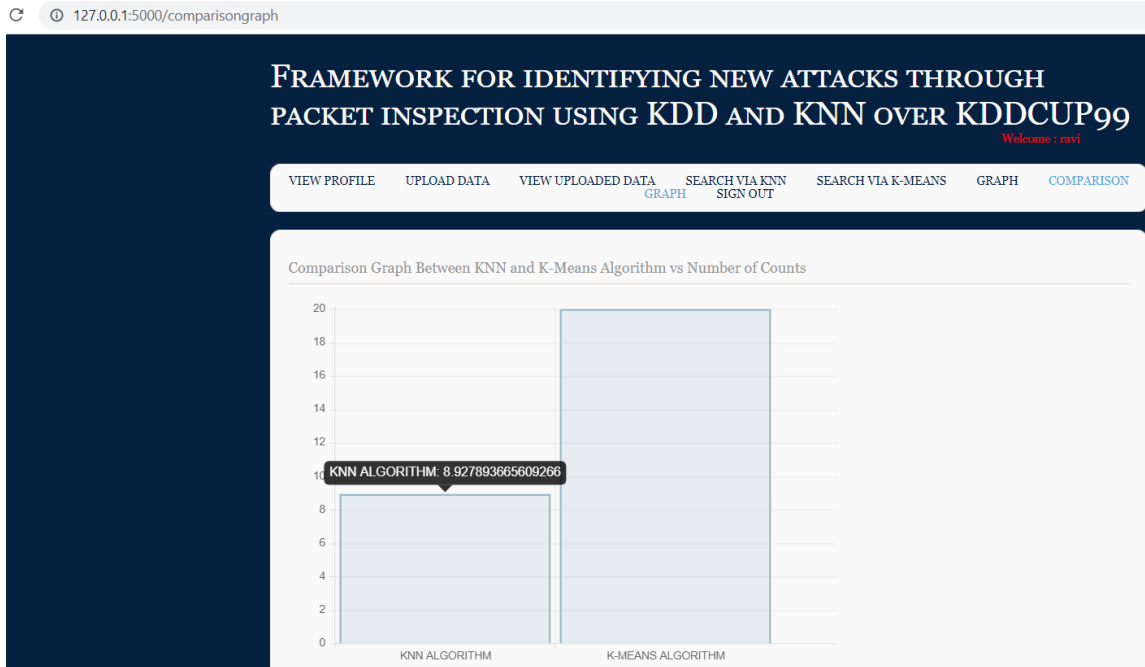 127.0.0.1:5000/comparisongraph
Framework for identifying new attacks through
packet inspection using KDD and KNN over KDDCUP99
Welcome : ravi
VIEW PROFILE UPLOAD DATA VIEW UPLOADED DATA SEARCH VIA KNN SEARCH VIA K-MEANS GRAPH COMPARISON
GRAPH SIGN OUT
Comparison Graph Between KNN and K-Means Algorithm vs Number of Counts
20
18
16
14
12
KNN ALGORITHM: 8.927893665609266
10
8
6
4
2
0
KNN ALGORITHM K-MEANS ALGORITHM